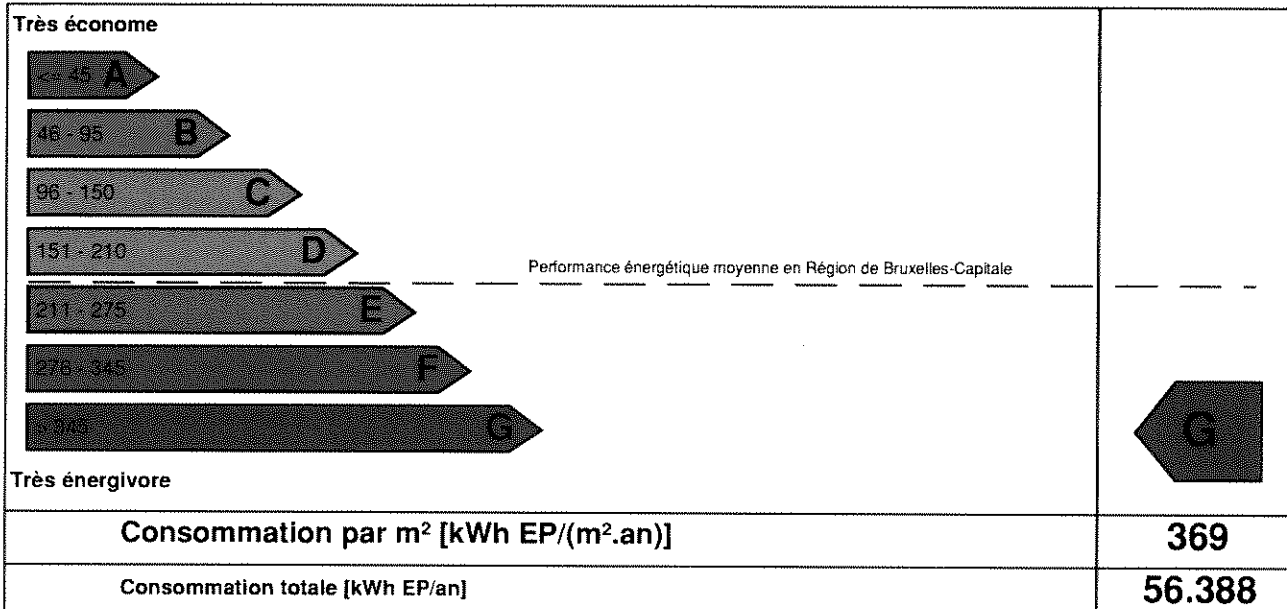 Très économe
<= 45 A
46 - 95 B
96 - 150 C
151 - 210 D
Performance énergétique moyenne en Région de Bruxelles-Capitale
211 - 275 E
276 - 345 F
> 345 G
G
Très énergivore
Consommation par m² [kWh EP/(m².an)] 369
Consommation totale [kWh EP/an] 56.388